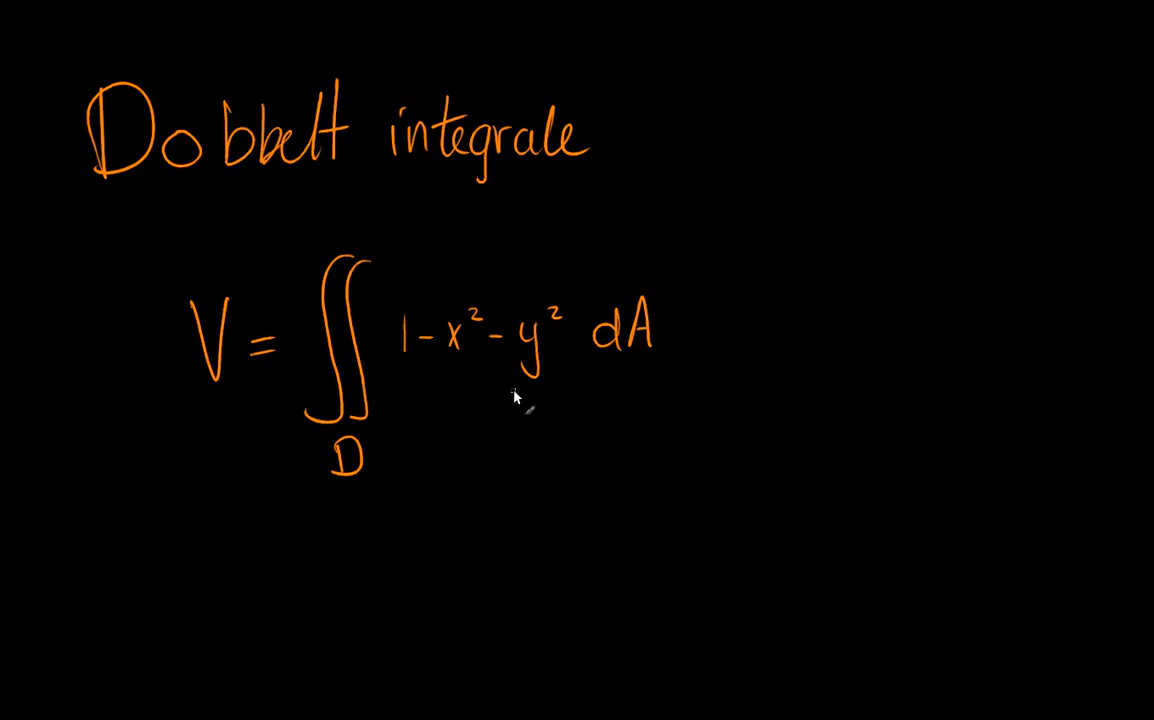 Dobbelt integrale
V = ∬ 1 - x² - y² dA
D